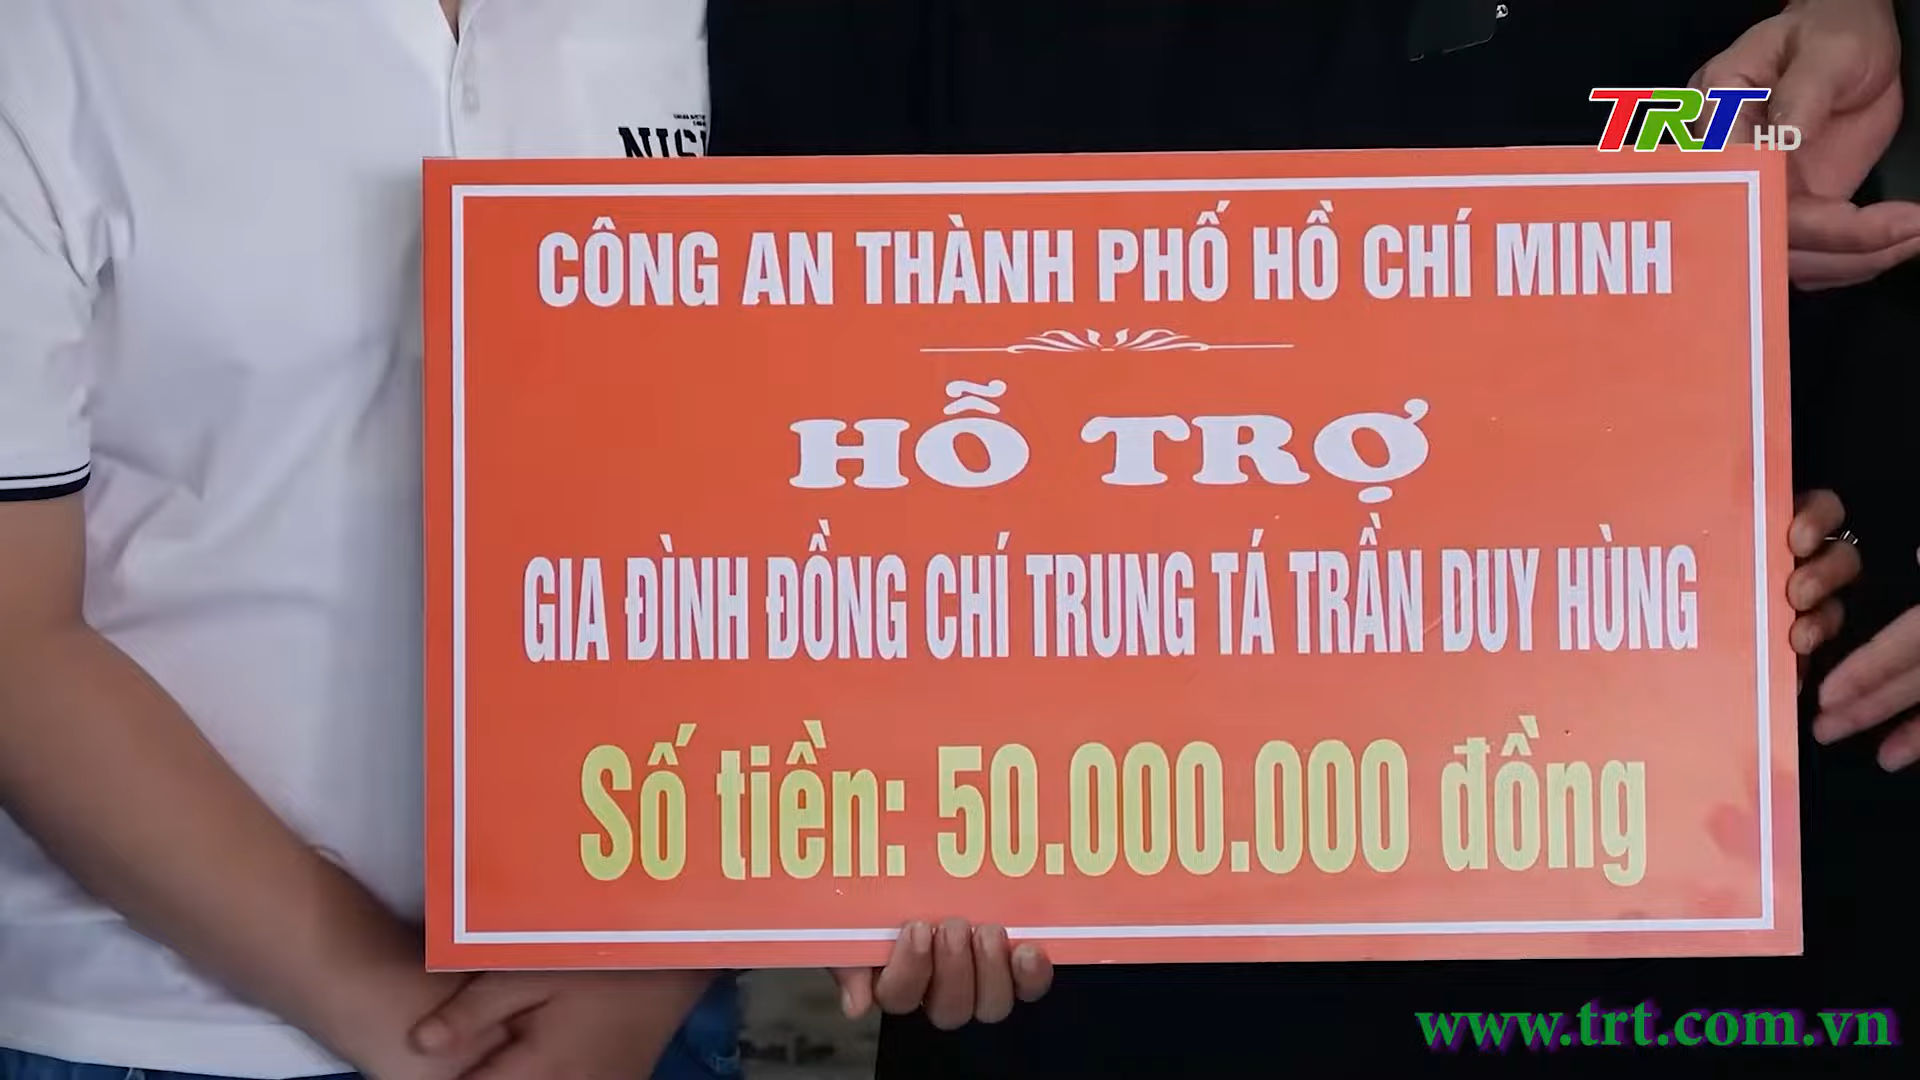 TRT HD
CÔNG AN THÀNH PHỐ HỒ CHÍ MINH
HỖ TRỢ
GIA ĐÌNH ĐỒNG CHÍ TRUNG TÁ TRẦN DUY HÙNG
Số tiền: 50.000.000 đồng
www.trt.com.vn